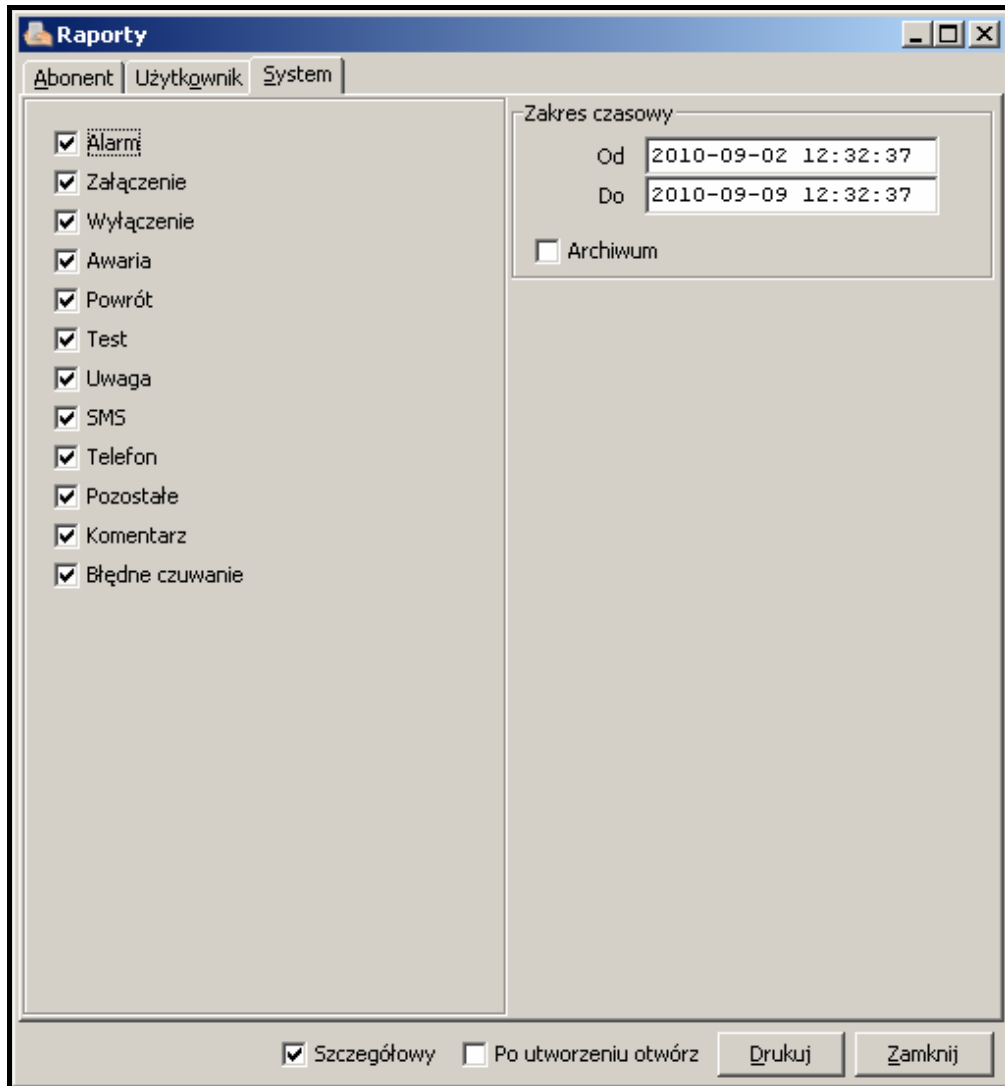 Raporty
Abonent Użytkownik System
Alarm
Załączenie
Wyłączenie
Awaria
Powrót
Test
Uwaga
SMS
Telefon
Pozostałe
Komentarz
Błędne czuwanie
Zakres czasowy
Od 2010-09-02 12:32:37
Do 2010-09-09 12:32:37
Archiwum
Szczegółowy Po utworzeniu otwórz Drukuj Zamknij